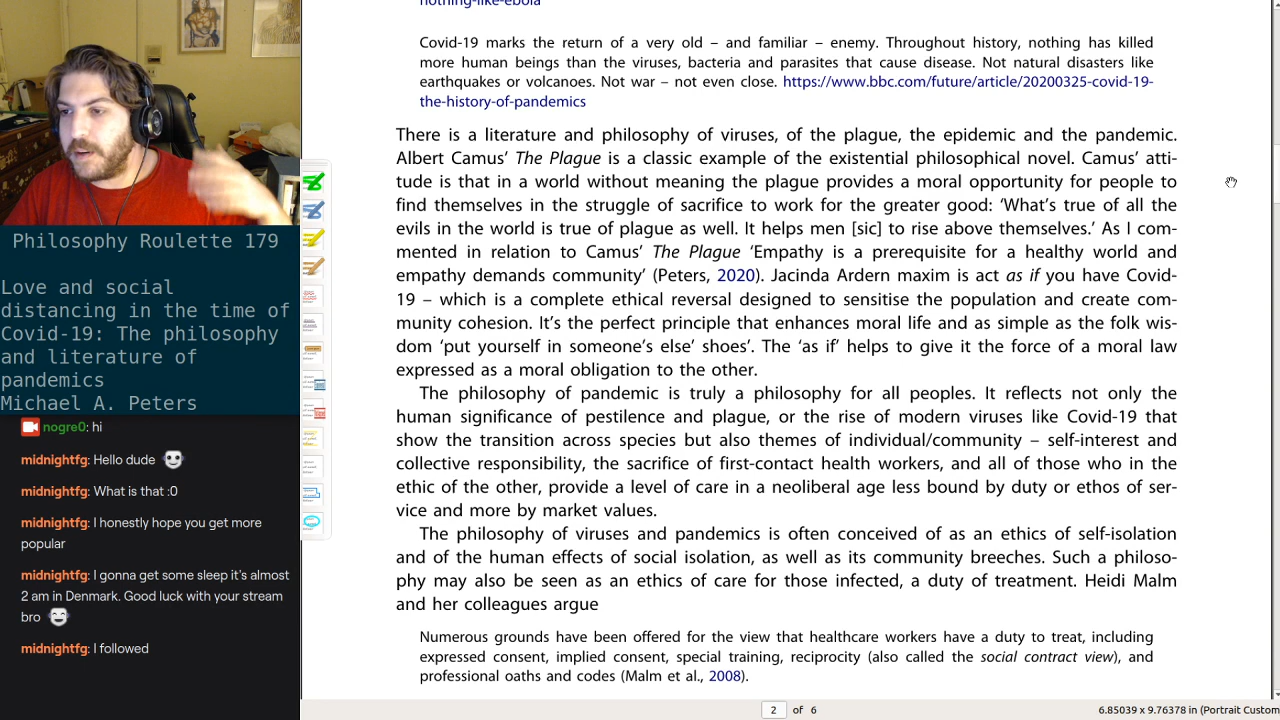 nothing-like-ebola
Covid-19 marks the return of a very old – and familiar – enemy. Throughout history, nothing has killed
more human beings than the viruses, bacteria and parasites that cause disease. Not natural disasters like
earthquakes or volcanoes. Not war – not even close. https://www.bbc.com/future/article/20200325-covid-19-
the-history-of-pandemics
There is a literature and philosophy of viruses, of the plague, the epidemic and the pandemic.
Albert Camus' The Plague is a classic example of the existential philosophical novel. Camus' atti-
tude is that in a world without meaning the plague provides a moral opportunity for people to
find themselves in the struggle of sacrifice to work for the greater good: 'What's true of all the
evils in the world is true of plague as well. It helps men [sic] to rise above themselves.' As I com-
mented in relation to Camus' The Plague: 'Empathy is a prerequisite for a healthy world and
empathy demands community' (Peters, 2020). Jacinda Ardern maxim is act as if you have Covid-
19 – what is a complex ethics reversal designed to sensitise the population and create com-
munity cohesion. It's a powerful adage that enhances moral life and as simple as the folk wis-
dom 'put yourself in someone else's shoes'. The 'as if' helps to give it the force of a moral law
expressed as a moral obligation to the other.
The philosophy of pandemics is truly a philosophy for all peoples. It reflects not only the
human significance of pestilence and plague, or the rise of modern virus like Covid-19 that
show the transition across species but also themes of individual/community, self-interest and
collective responsibility, and the love of first-contact health workers and all of those who in the
ethic of the other provide a level of care in a neoliberal age less bound by duty or ethos of ser-
vice and more by market values.
The philosophy of viruses and pandemics is often conceived of as an ethics of self-isolation
and of the human effects of social isolation, as well as its community breeches. Such a philoso-
phy may also be seen as an ethics of care for those infected, a duty of treatment. Heidi Malm
and her colleagues argue
Numerous grounds have been offered for the view that healthcare workers have a duty to treat, including
expressed consent, implied consent, special training, reciprocity (also called the social contract view), and
professional oaths and codes (Malm et al., 2008).
2 of 6
6.85039 x 9.76378 in (Portrait Custom
Philosophy Roulette 179
Love and social
distancing in the time of
Covid-19: The philosophy
and literature of
pandemics
Michael A. Peters
nogre0: hi
midnightfg: Hello dude
midnightfg: What is that :0
midnightfg: I honestly hope you get more
popular
midnightfg: I gonna get some sleep it's almost
2 am in Denmark. Good luck with your stream
bro
midnightfg: I followed